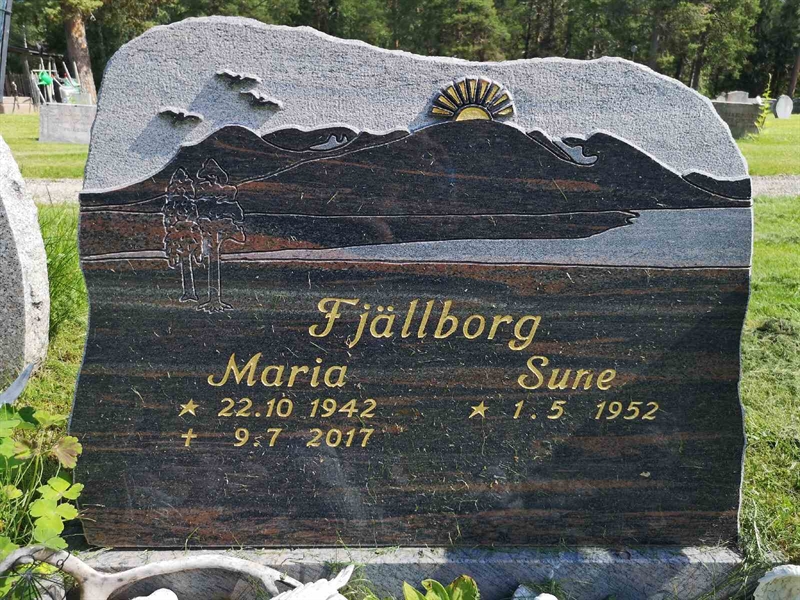 Fjällborg
Maria Sune
★ 22.10 1942 ★ 1.5 1952
✝ 9.7 2017